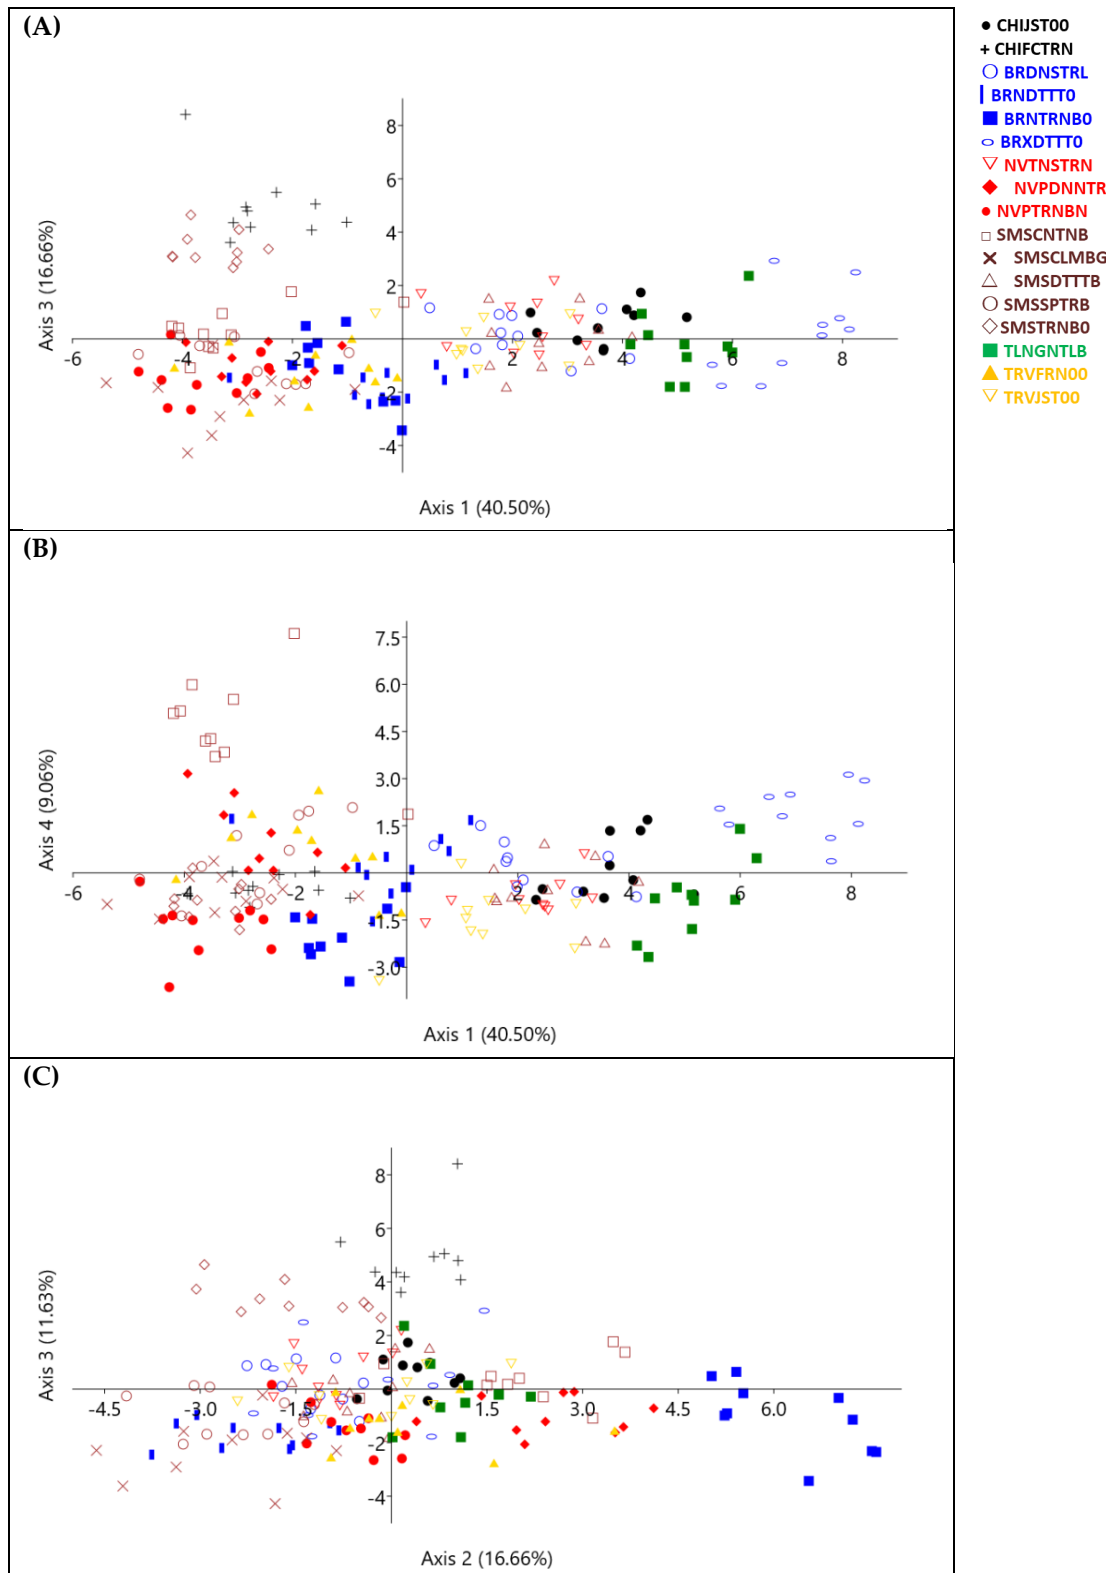 (A)
8
6
4
2
-6
-4
-2
2
4
6
8
-2
-4
Axis 3 (16.66%)
Axis 1 (40.50%)
CHIJST00
CHIFCTRN
BRDNSTRL
BRNDTTT0
BRNTRNB0
BRXDTTT0
NVTNSTRN
NVPDNNTR
NVPTRNBN
SMSCNTNB
SMSCLMBG
SMSDTTTB
SMSSPTRB
SMSTRNB0
TLNGNTLB
TRVFRN00
TRVJST00
(B)
7.5
6.0
4.5
3.0
1.5
-6
-4
-2
2
4
6
8
-1.5
-3.0
Axis 4 (9.06%)
Axis 1 (40.50%)
(C)
8
6
4
2
-4.5
-3.0
-1.5
1.5
3.0
4.5
6.0
-2
-4
Axis 3 (11.63%)
Axis 2 (16.66%)